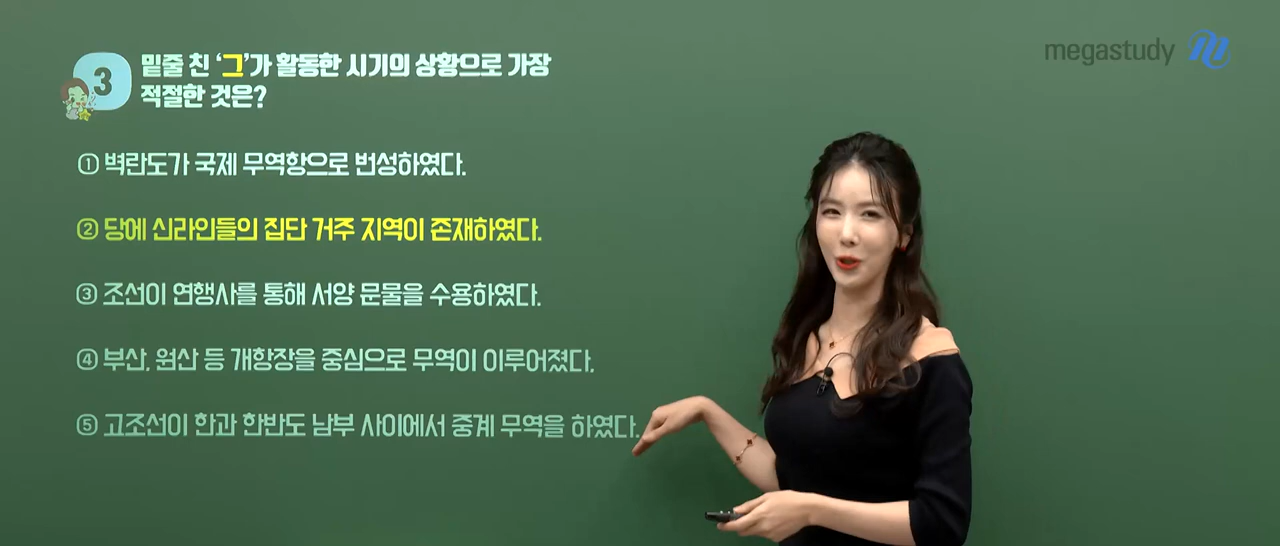 megastudy
3
밑줄 친 ‘그’가 활동한 시기의 상황으로 가장
적절한 것은?
① 벽란도가 국제 무역항으로 번성하였다.
② 당에 신라인들의 집단 거주 지역이 존재하였다.
③ 조선이 연행사를 통해 서양 문물을 수용하였다.
④ 부산, 원산 등 개항장을 중심으로 무역이 이루어졌다.
⑤ 고조선이 한과 한반도 남부 사이에서 중계 무역을 하였다.